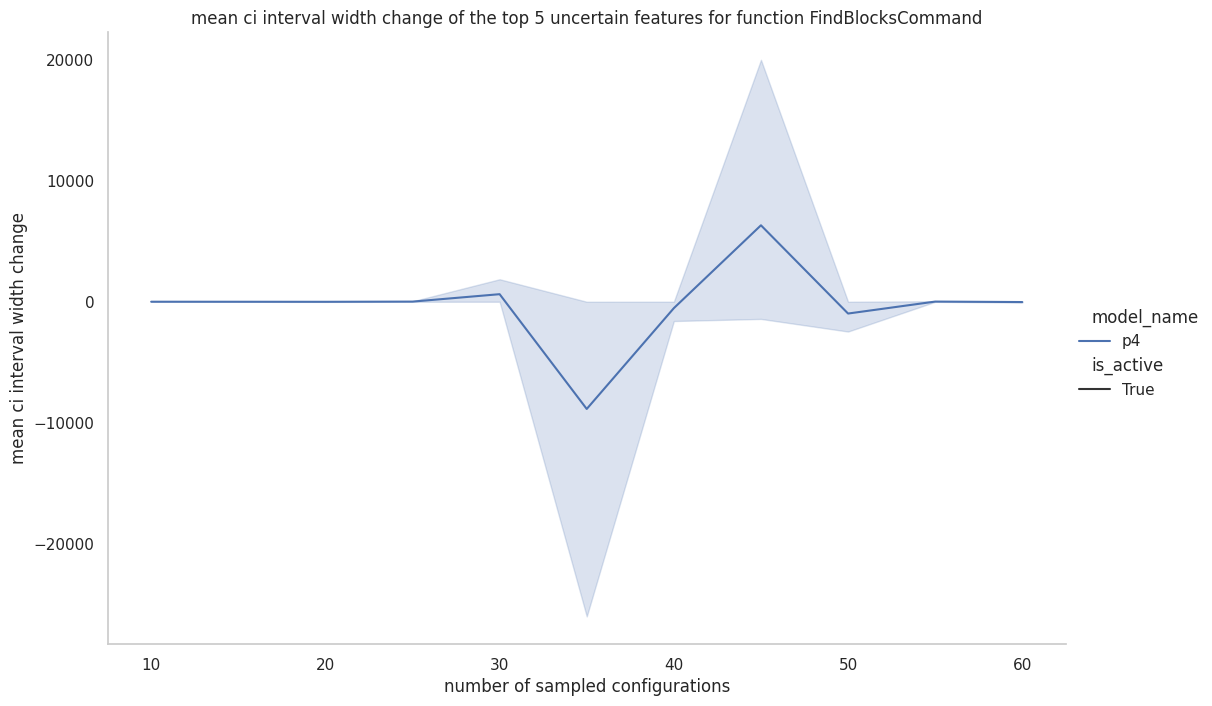 mean ci interval width change of the top 5 uncertain features for function FindBlocksCommand
20000
10000
0
−10000
−20000
mean ci interval width change
10 20 30 40 50 60
number of sampled configurations
model_name
p4
is_active
True